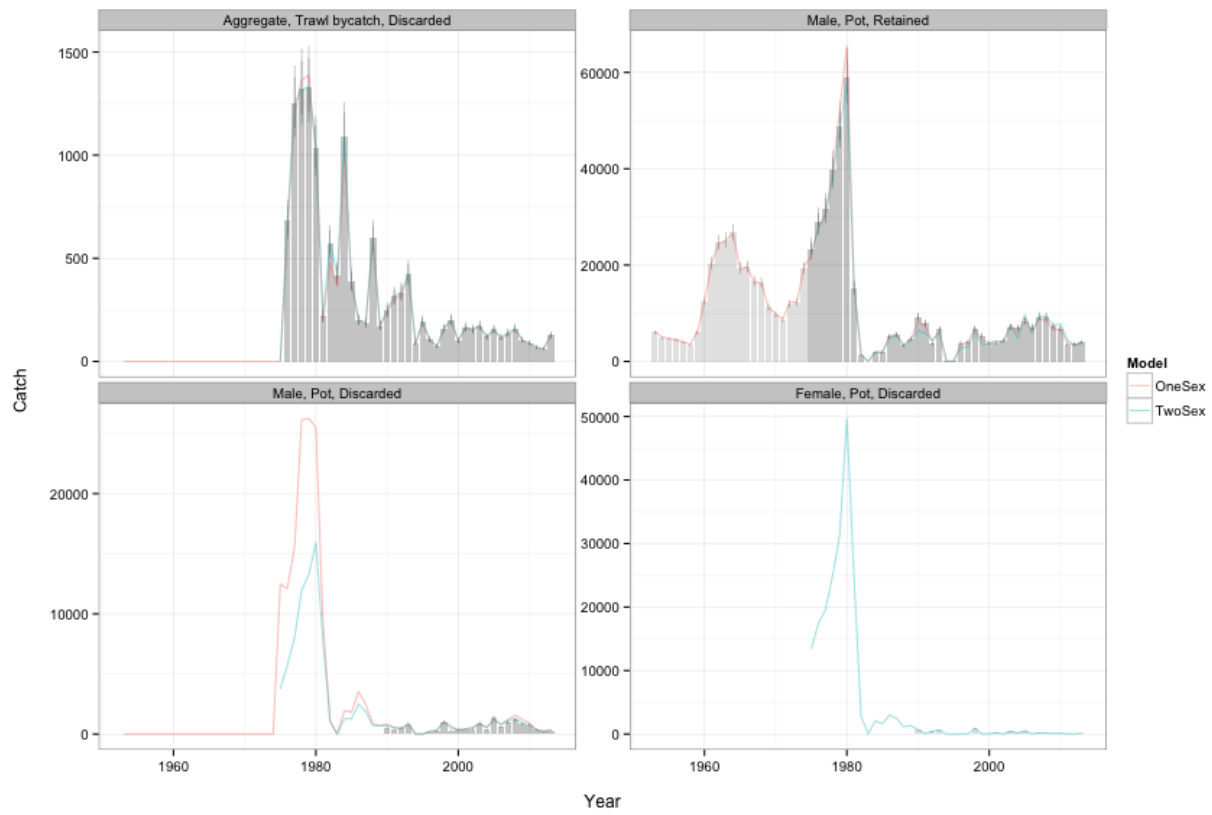 Aggregate, Trawl bycatch, Discarded
Male, Pot, Retained
1500
1000
500
0
60000
40000
20000
0
Catch
Male, Pot, Discarded
Female, Pot, Discarded
20000
10000
0
50000
40000
30000
20000
10000
0
Model
OneSex
TwoSex
1960 1980 2000
1960 1980 2000
Year